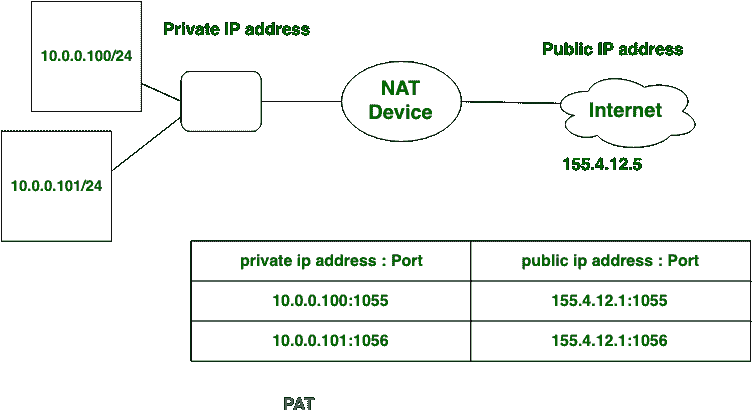 Private IP address
10.0.0.100/24
Public IP address
NAT
Device
Internet
155.4.12.5
10.0.0.101/24
private ip address : Port
public ip address : Port
10.0.0.100:1055
155.4.12.1:1055
10.0.0.101:1056
155.4.12.1:1056
PAT